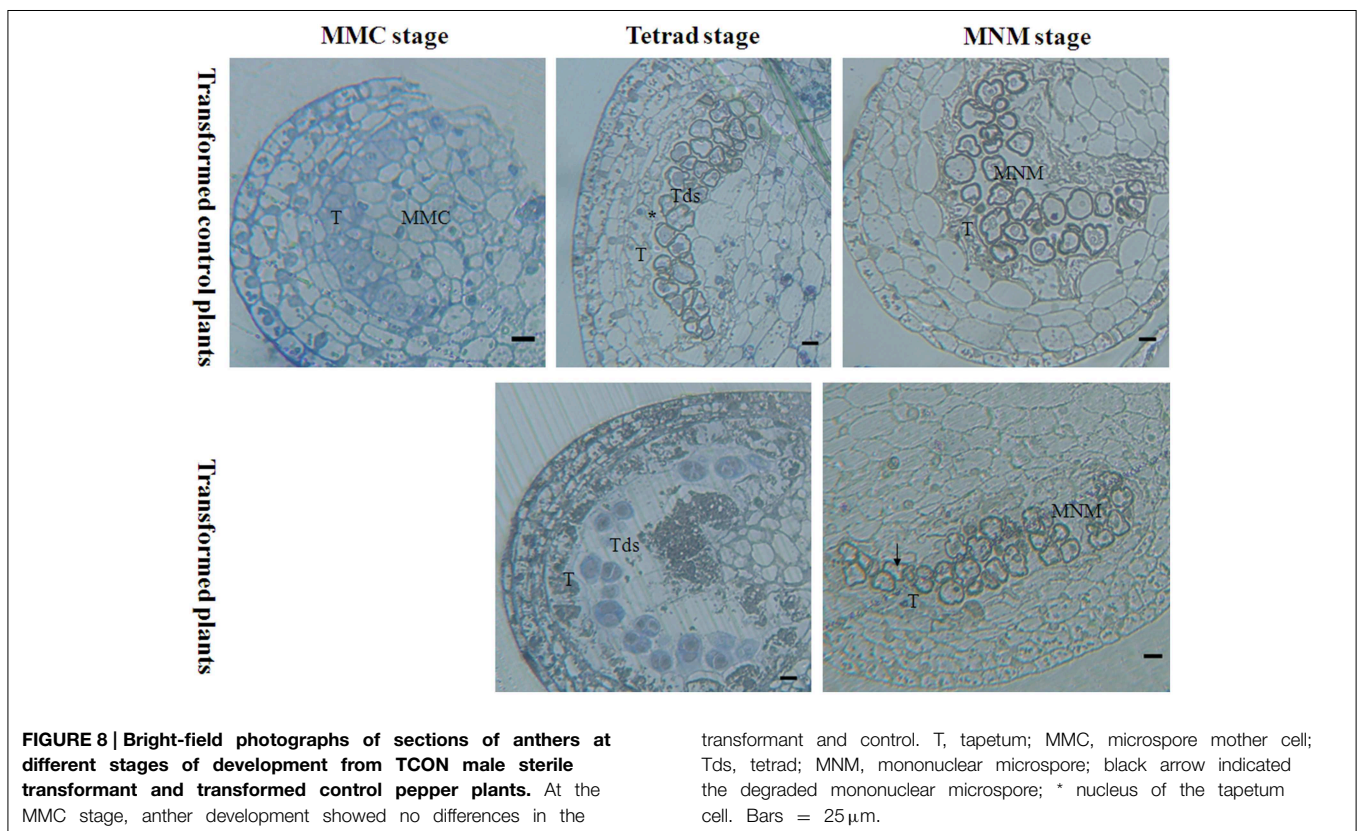 MMC stage
Tetrad stage
MNM stage
Transformed control plants
T
MMC
Tds
*
T
MNM
T
Transformed plants
Tds
T
MNM
T
FIGURE 8 | Bright-field photographs of sections of anthers at
different stages of development from TCON male sterile
transformant and transformed control pepper plants. At the
MMC stage, anther development showed no differences in the
transformant and control. T, tapetum; MMC, microspore mother cell;
Tds, tetrad; MNM, mononuclear microspore; black arrow indicated
the degraded mononuclear microspore; * nucleus of the tapetum
cell. Bars = 25 μm.